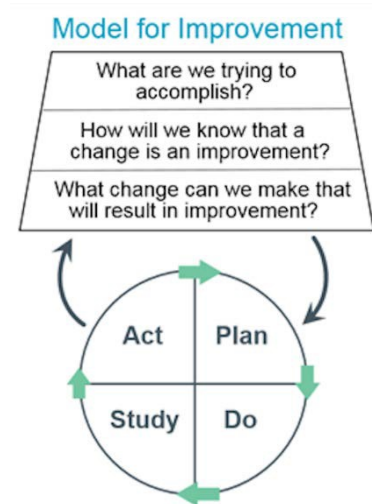 Model for Improvement
What are we trying to
accomplish?
How will we know that a
change is an improvement?
What change can we make that
will result in improvement?
Act
Plan
Study
Do